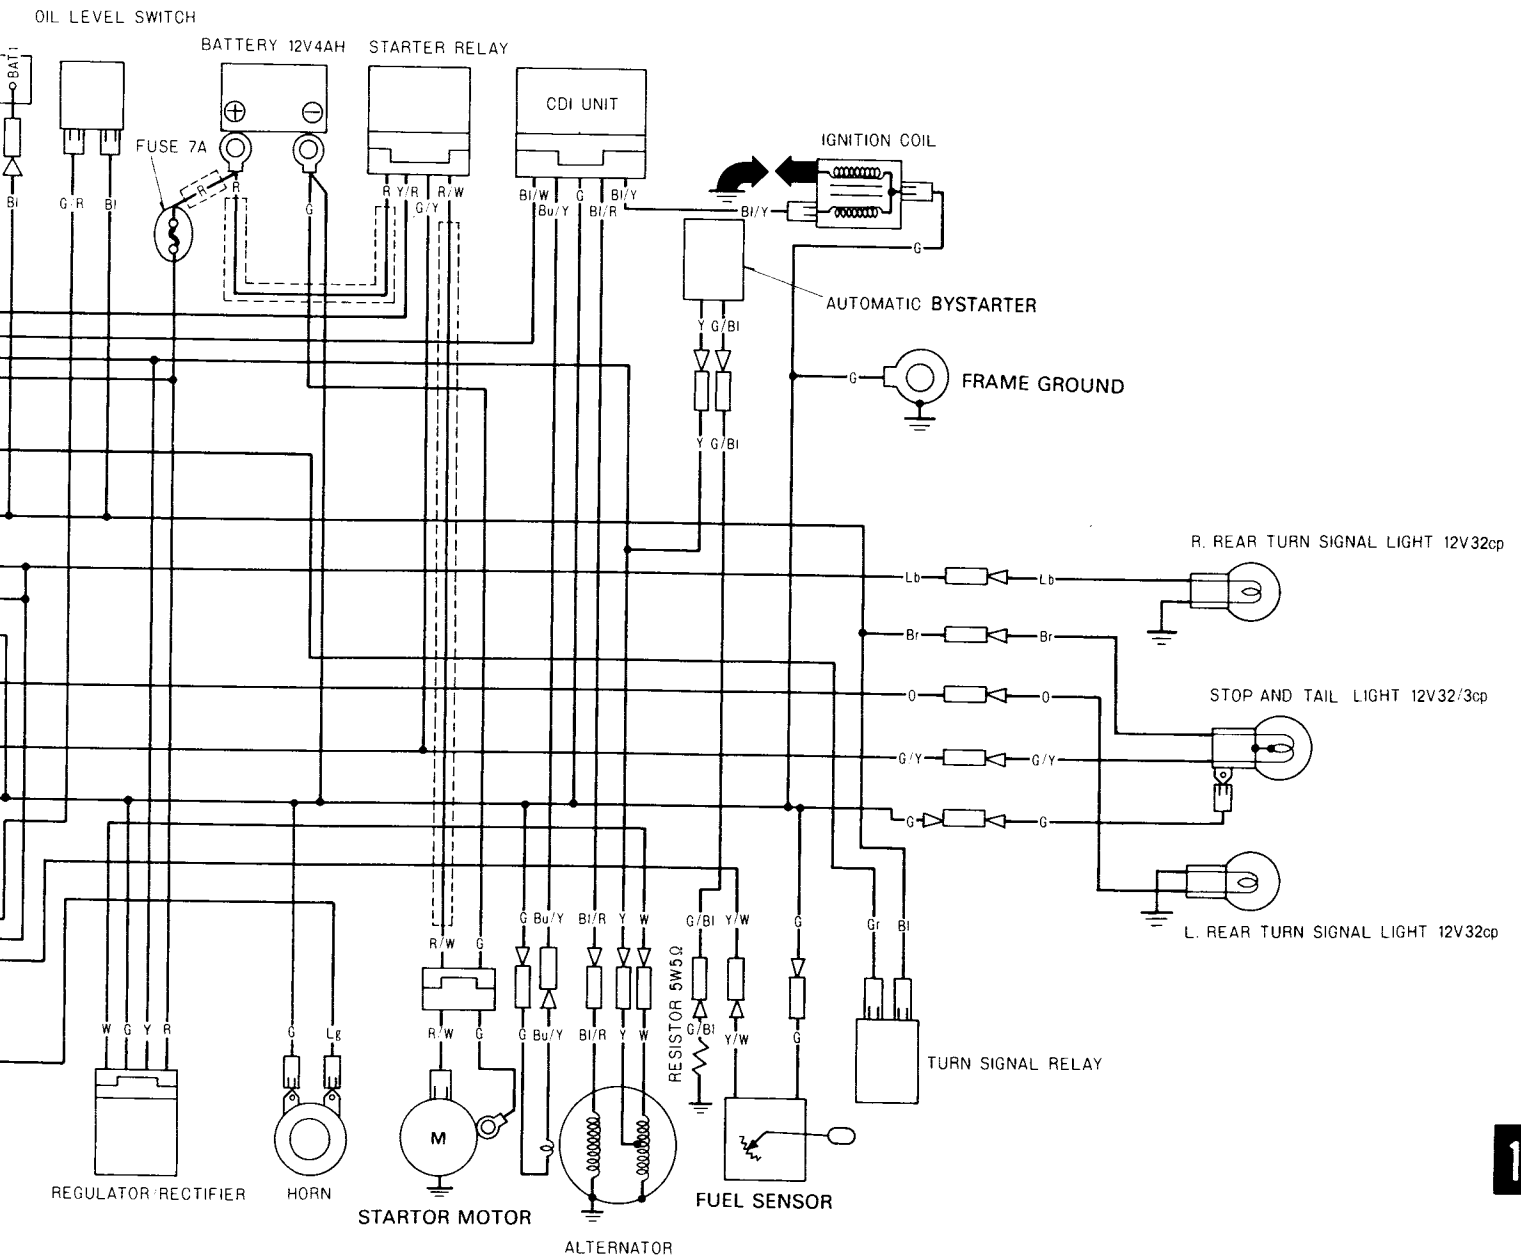 OIL LEVEL SWITCH
BATTERY 12V4AH
STARTER RELAY
BAT1
CDI UNIT
IGNITION COIL
FUSE 7A
R
R
R Y/R R/W
G/Y
Bl/W G Bl/Y
Bu/Y Bl/R
Bl/Y
Bl G/R Bl
G
G
AUTOMATIC BYSTARTER
Y G/Bl
G
FRAME GROUND
Y G/Bl
R. REAR TURN SIGNAL LIGHT 12V32cp
Lb Lb
Br Br
O O
STOP AND TAIL LIGHT 12V32/3cp
G/Y G/Y
G G
G Bu/Y Bl/R Y W G/Bl Y/W G Gr Bl
L. REAR TURN SIGNAL LIGHT 12V32cp
R/W G
RESISTOR 5W5Ω
W G Y R G Lg
R/W G G Bu/Y Bl/R Y W G/Bl Y/W G
TURN SIGNAL RELAY
M
REGULATOR/RECTIFIER
HORN
STARTOR MOTOR
ALTERNATOR
FUEL SENSOR
1